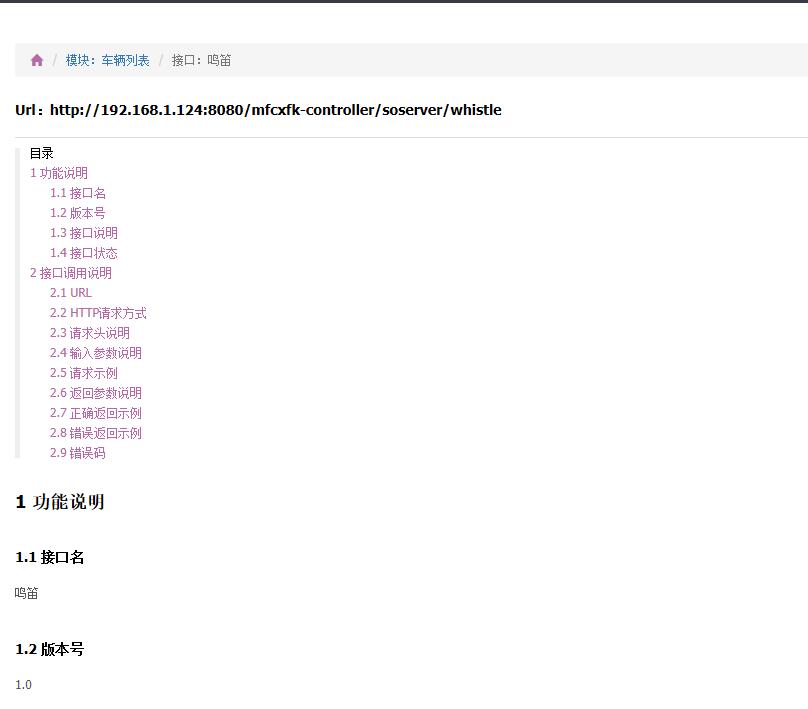 / 模块：车辆列表 / 接口：鸣笛
Url：http://192.168.1.124:8080/mfcxfk-controller/soserver/whistle
目录
1 功能说明
1.1 接口名
1.2 版本号
1.3 接口说明
1.4 接口状态
2 接口调用说明
2.1 URL
2.2 HTTP请求方式
2.3 请求头说明
2.4 输入参数说明
2.5 请求示例
2.6 返回参数说明
2.7 正确返回示例
2.8 错误返回示例
2.9 错误码
1 功能说明
1.1 接口名
鸣笛
1.2 版本号
1.0